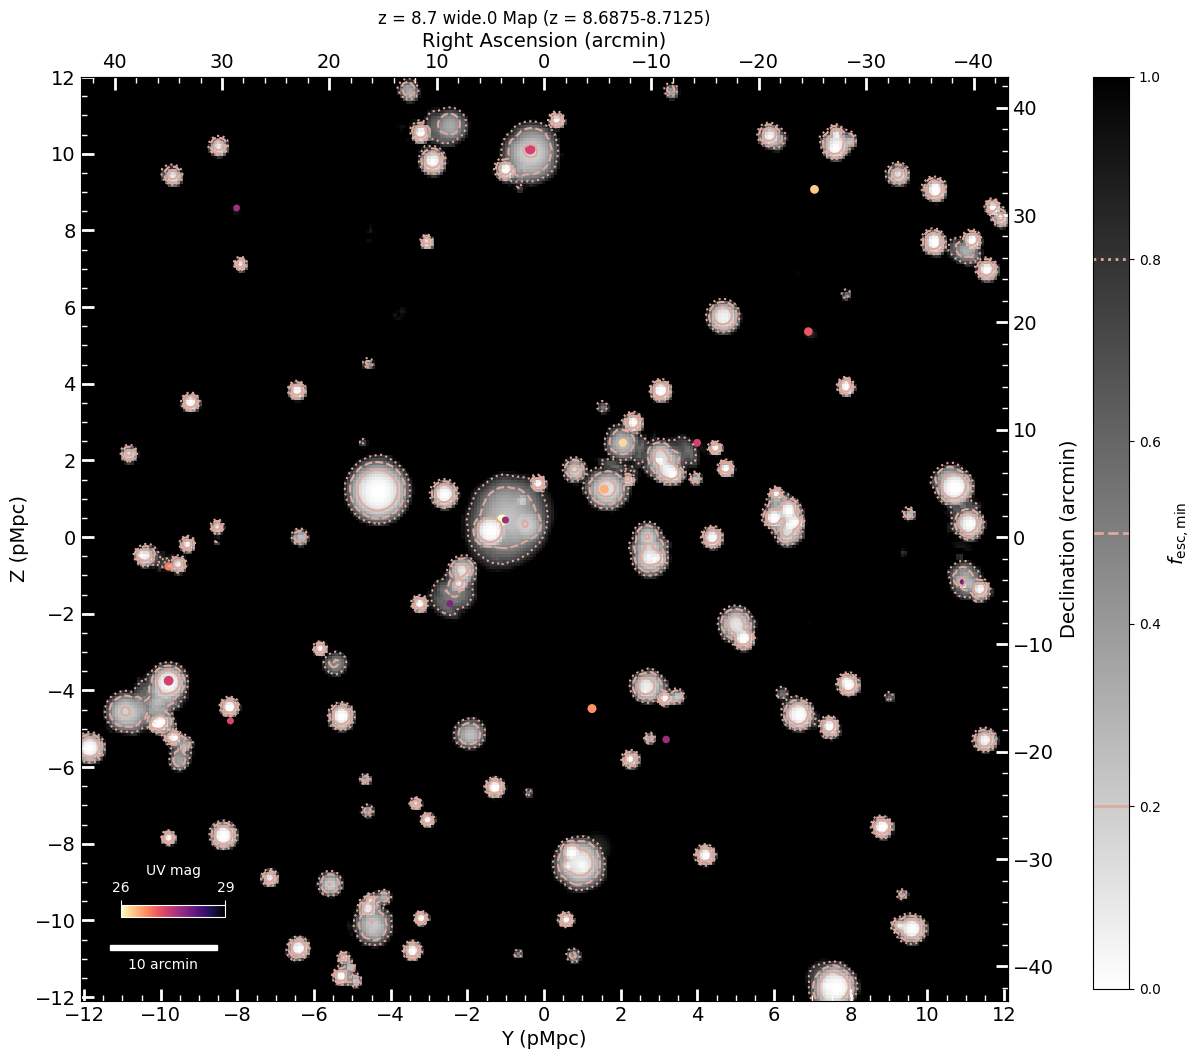 z = 8.7 wide.0 Map (z = 8.6875-8.7125)
Right Ascension (arcmin)
40 30 20 10 0 −10 −20 −30 −40
12 10 8 6 4 2 0 −2 −4 −6 −8 −10 −12
Z (pMpc)
40 30 20 10 0 −10 −20 −30 −40
Declination (arcmin)
1.0 0.8 0.6 0.4 0.2 0.0
fesc,min
UV mag
26 29
10 arcmin
−12 −10 −8 −6 −4 −2 0 2 4 6 8 10 12
Y (pMpc)